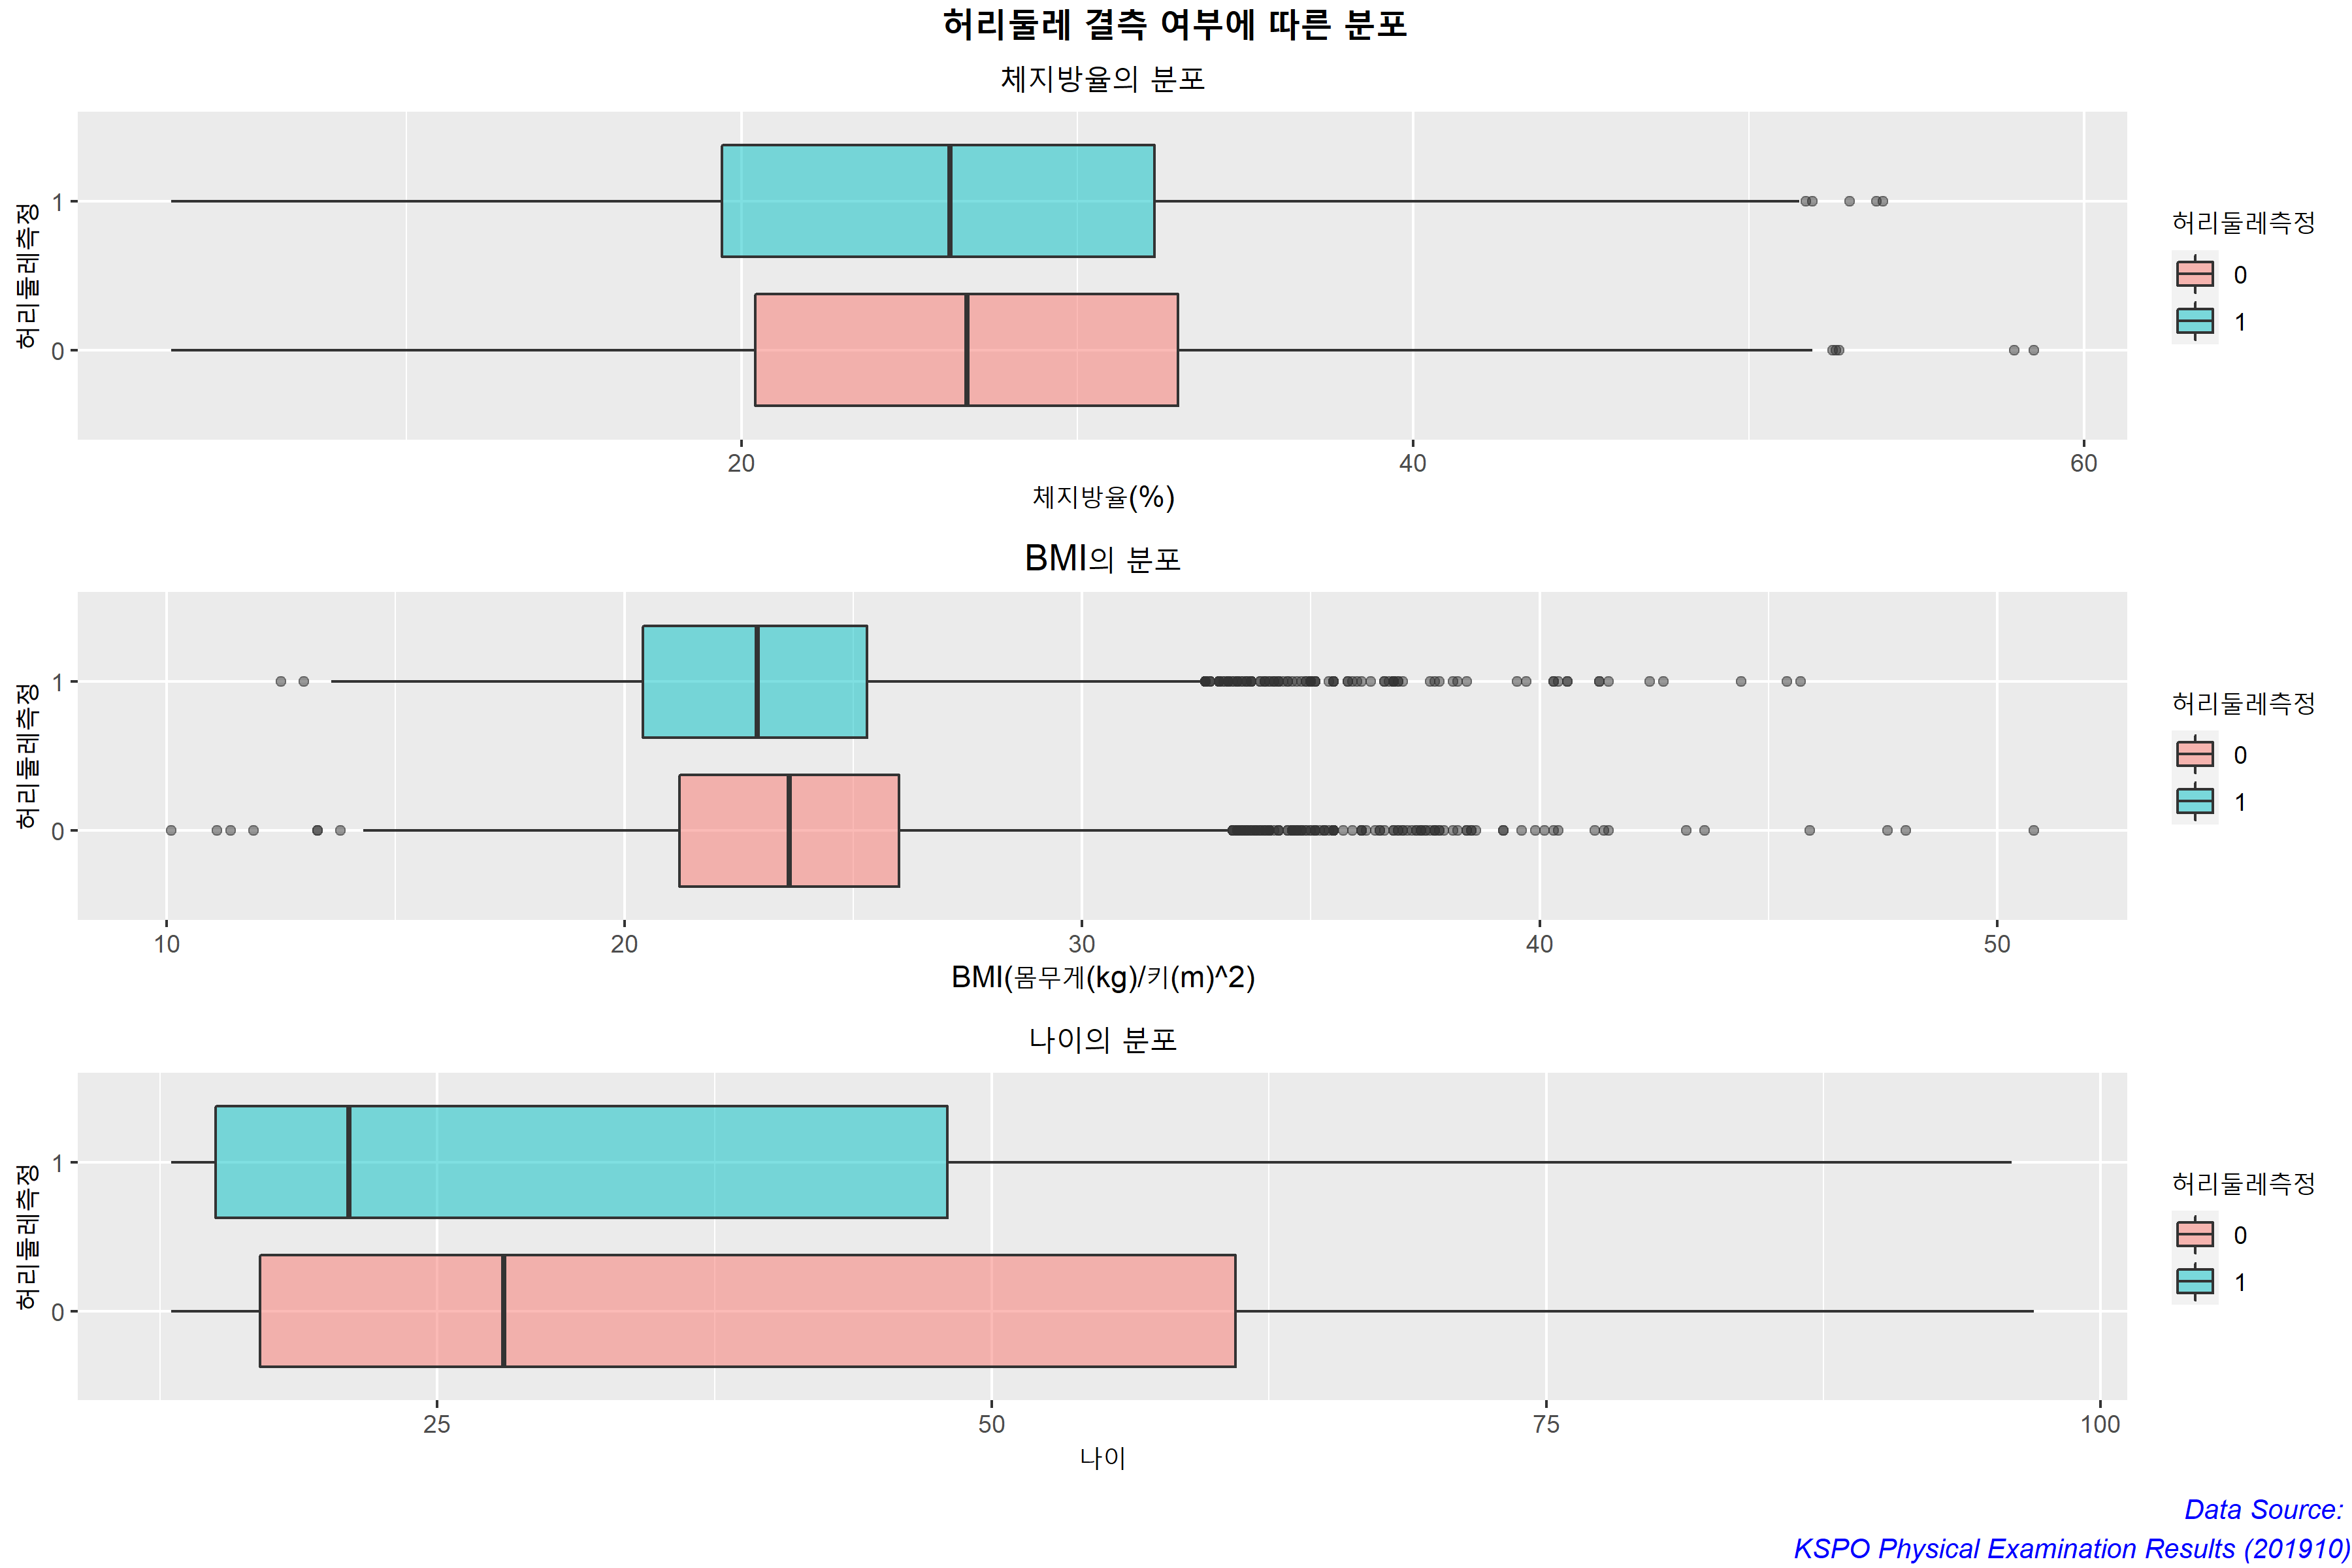 허리둘레 결측 여부에 따른 분포
체지방율의 분포
허리둘레측정
1
0
20 40 60
체지방율(%)
허리둘레측정
0
1
BMI의 분포
허리둘레측정
1
0
10 20 30 40 50
BMI(몸무게(kg)/키(m)^2)
허리둘레측정
0
1
나이의 분포
허리둘레측정
1
0
25 50 75 100
나이
허리둘레측정
0
1
Data Source:
KSPO Physical Examination Results (201910)